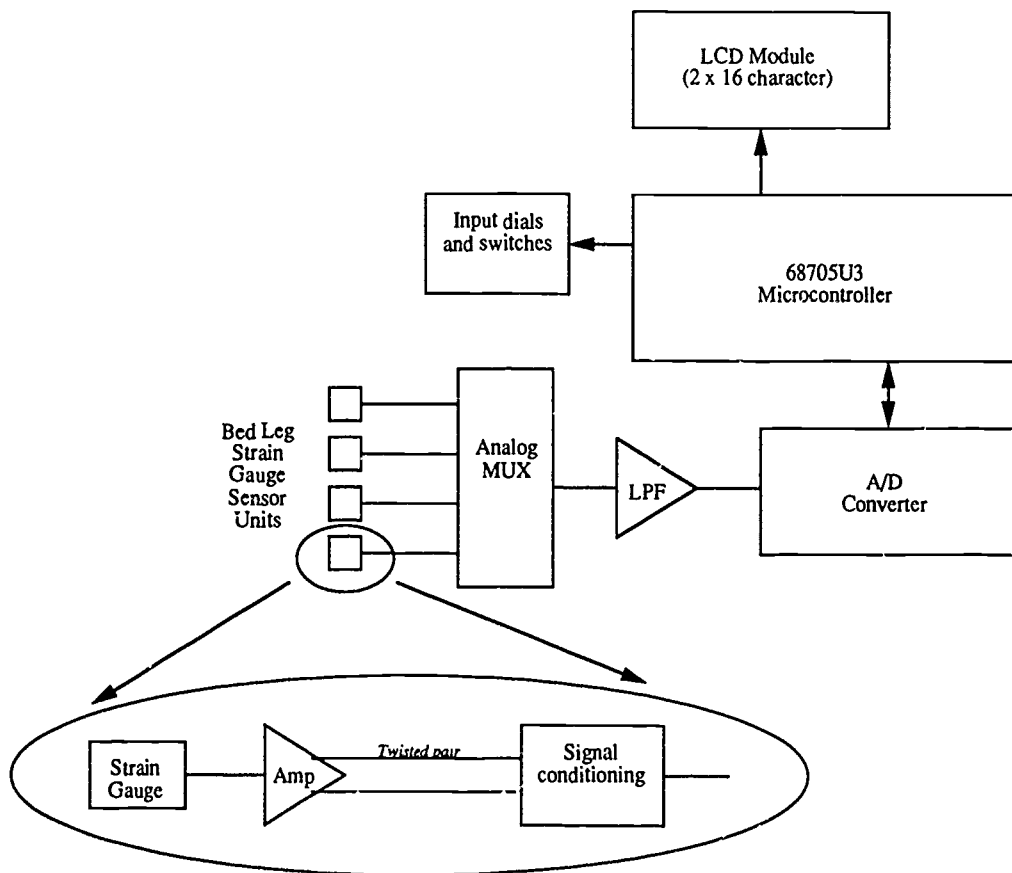 LCD Module
(2 x 16 character)
Input dials
and switches
68705U3
Microcontroller
Bed Leg
Strain
Gauge
Sensor
Units
Analog
MUX
LPF
A/D
Converter
Strain
Gauge
Amp
Twisted pair
Signal
conditioning